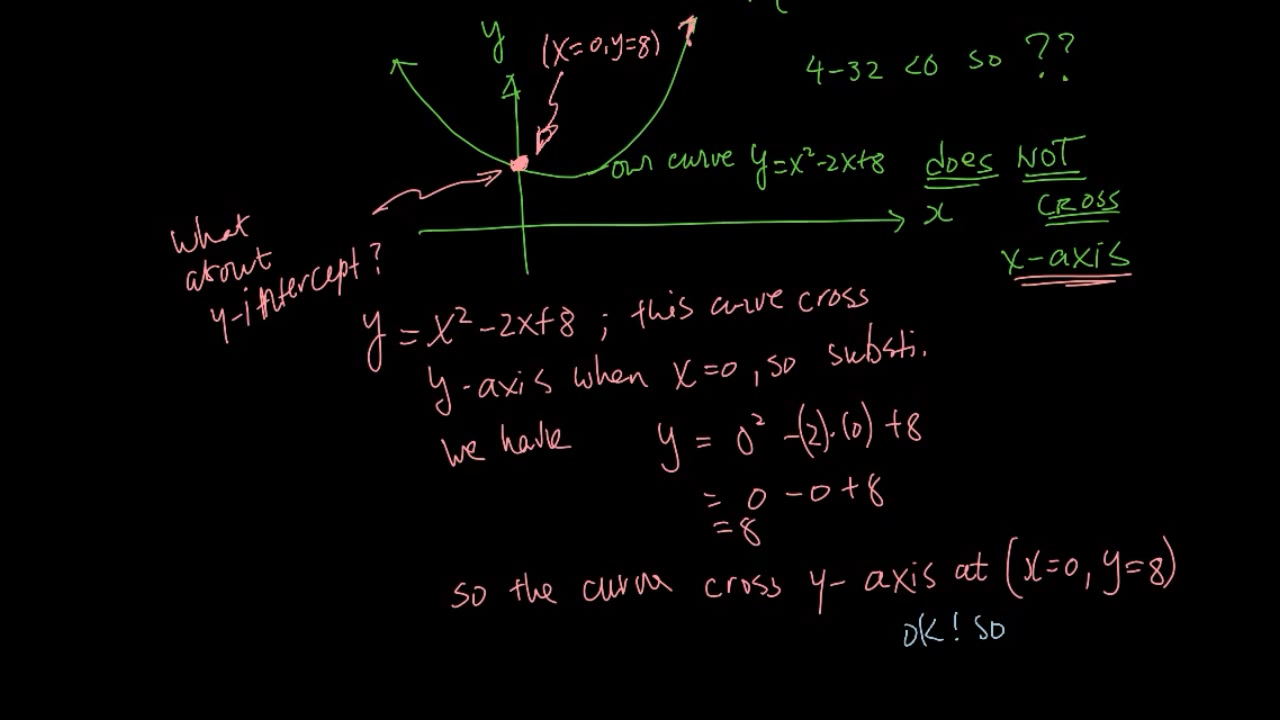 y
(x=0,y=8)
4-32 <0 so ??
our curve y=x²-2x+8 does NOT
x CROSS
x-axis
what
about
y-intercept?
y = x²-2x+8 ; this curve cross
y-axis when x=0, so substi.
we have y = 0² -(2).(0) +8
= 0 -0+8
=8
so the curve cross y- axis at (x=0, y=8)
ok! so